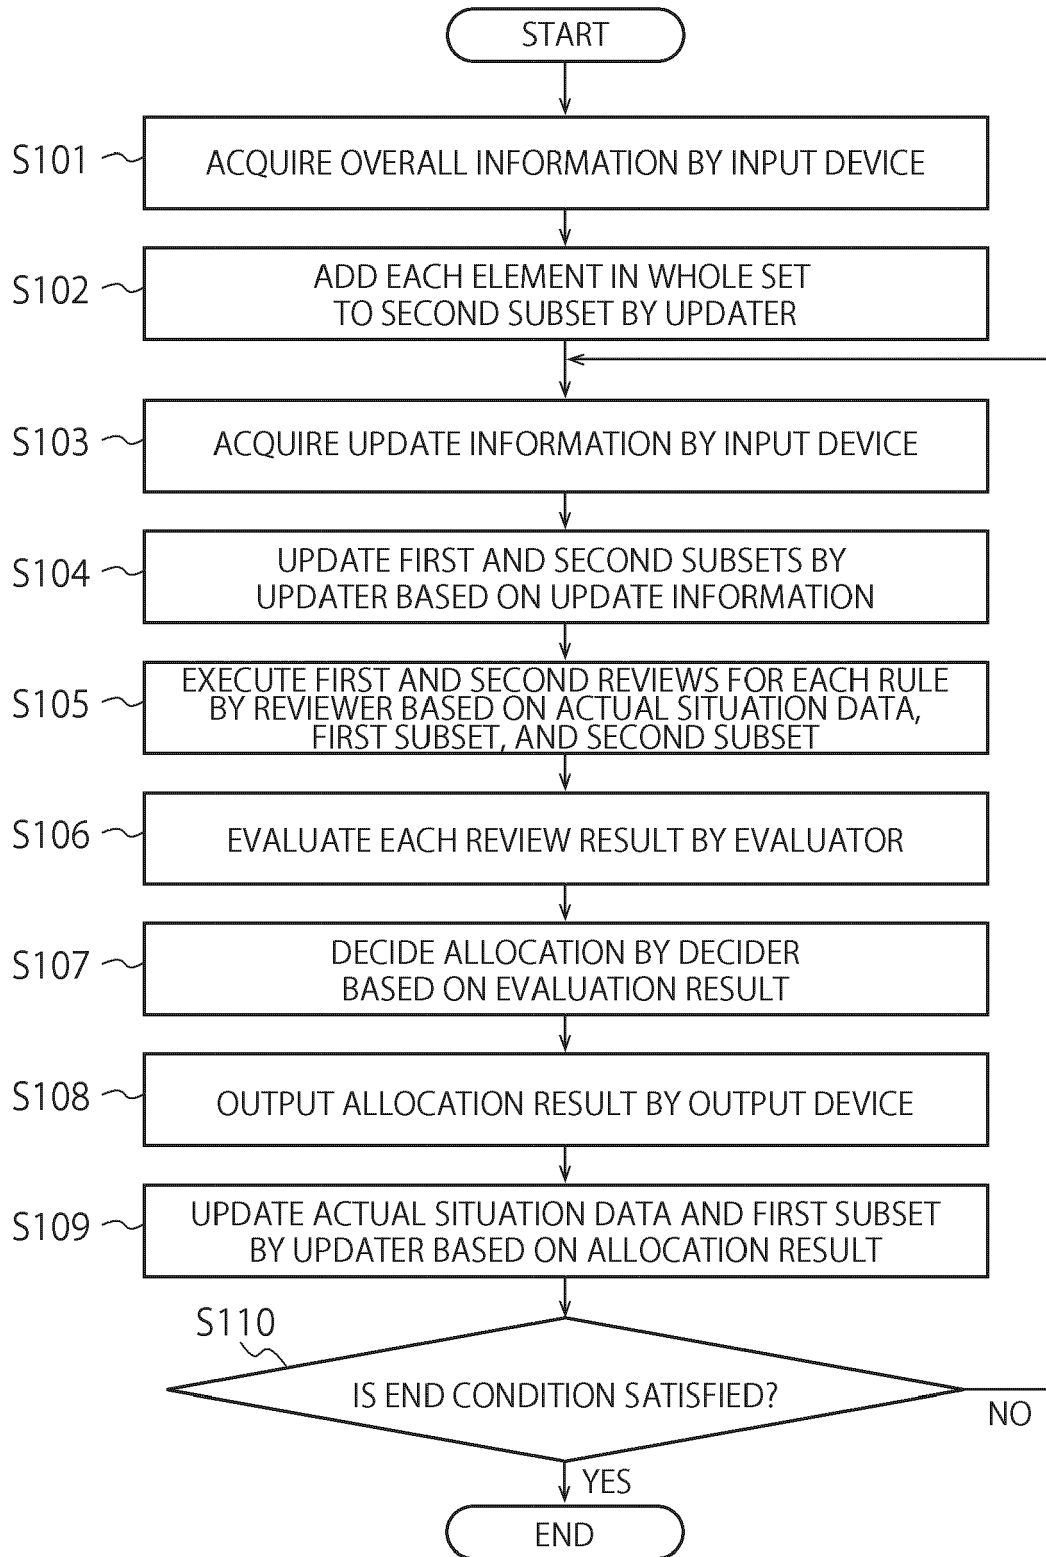 START
S101
ACQUIRE OVERALL INFORMATION BY INPUT DEVICE
S102
ADD EACH ELEMENT IN WHOLE SET
TO SECOND SUBSET BY UPDATER
S103
ACQUIRE UPDATE INFORMATION BY INPUT DEVICE
S104
UPDATE FIRST AND SECOND SUBSETS BY
UPDATER BASED ON UPDATE INFORMATION
S105
EXECUTE FIRST AND SECOND REVIEWS FOR EACH RULE
BY REVIEWER BASED ON ACTUAL SITUATION DATA,
FIRST SUBSET, AND SECOND SUBSET
S106
EVALUATE EACH REVIEW RESULT BY EVALUATOR
S107
DECIDE ALLOCATION BY DECIDER
BASED ON EVALUATION RESULT
S108
OUTPUT ALLOCATION RESULT BY OUTPUT DEVICE
S109
UPDATE ACTUAL SITUATION DATA AND FIRST SUBSET
BY UPDATER BASED ON ALLOCATION RESULT
S110
IS END CONDITION SATISFIED?
NO
YES
END